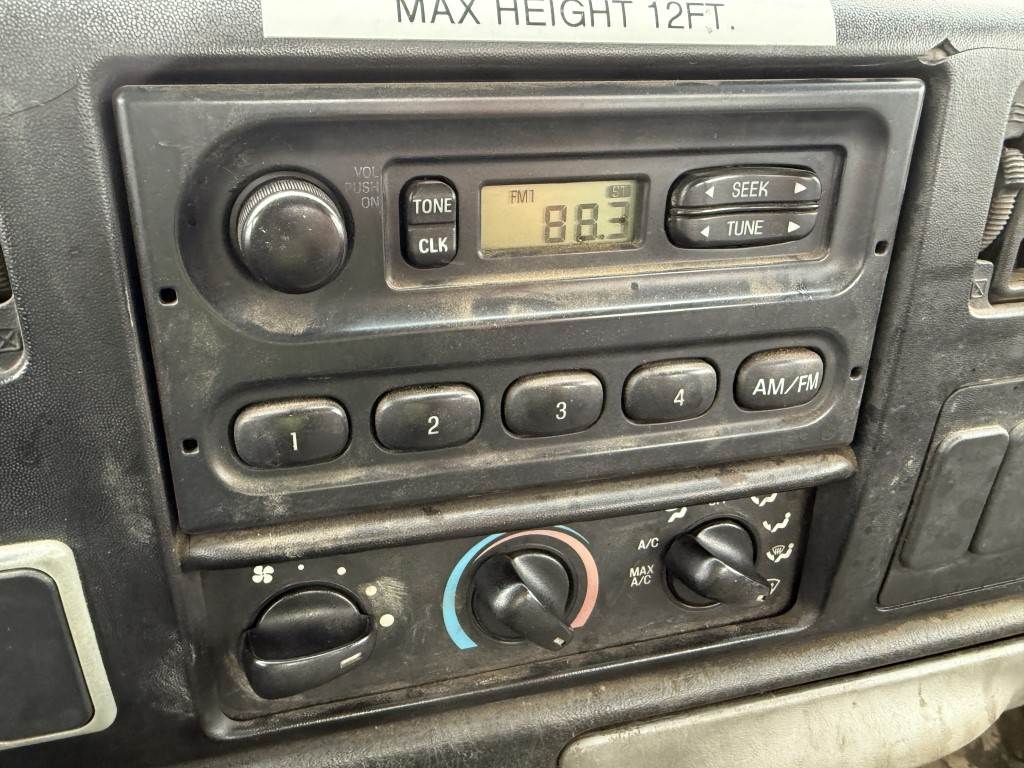 MAX HEIGHT 12FT.
VOL
PUSH
ON
TONE
CLK
FM1 ST
88.3
SEEK
TUNE
1 2 3 4 AM/FM
A/C
MAX
A/C